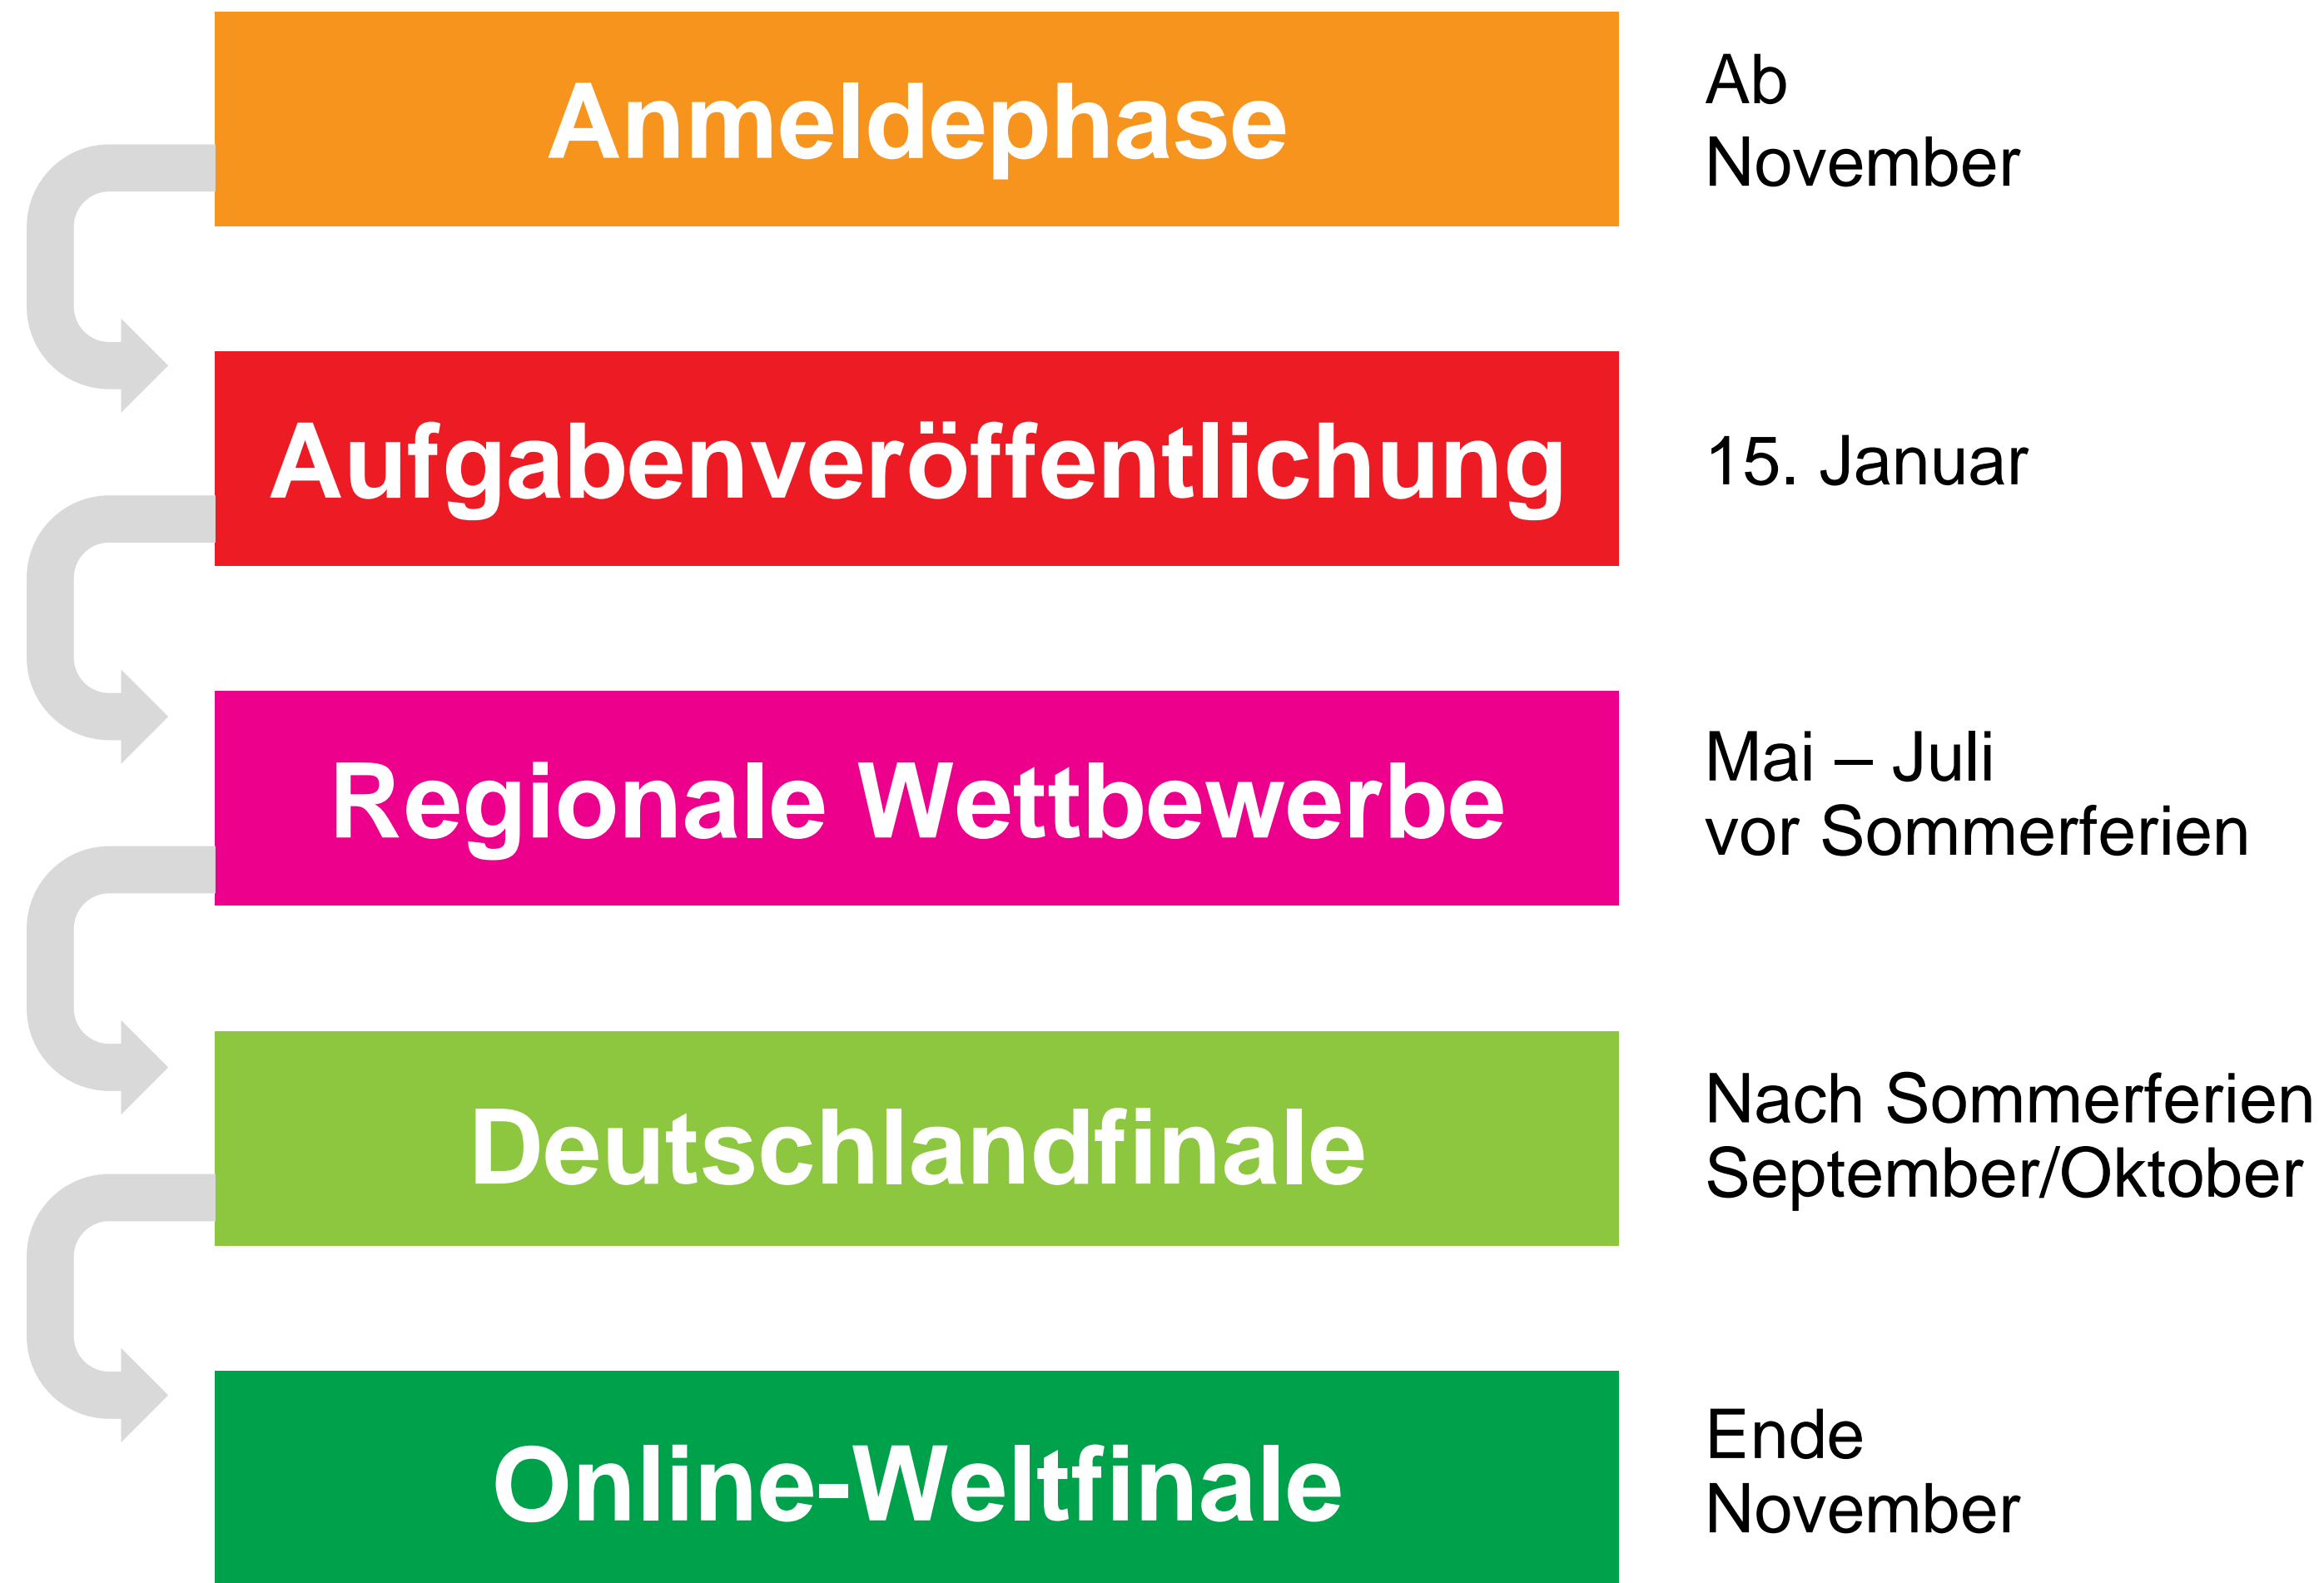 Anmeldephase
Ab
November
Aufgabenveröffentlichung
15. Januar
Regionale Wettbewerbe
Mai – Juli
vor Sommerferien
Deutschlandfinale
Nach Sommerferien
September/Oktober
Online-Weltfinale
Ende
November